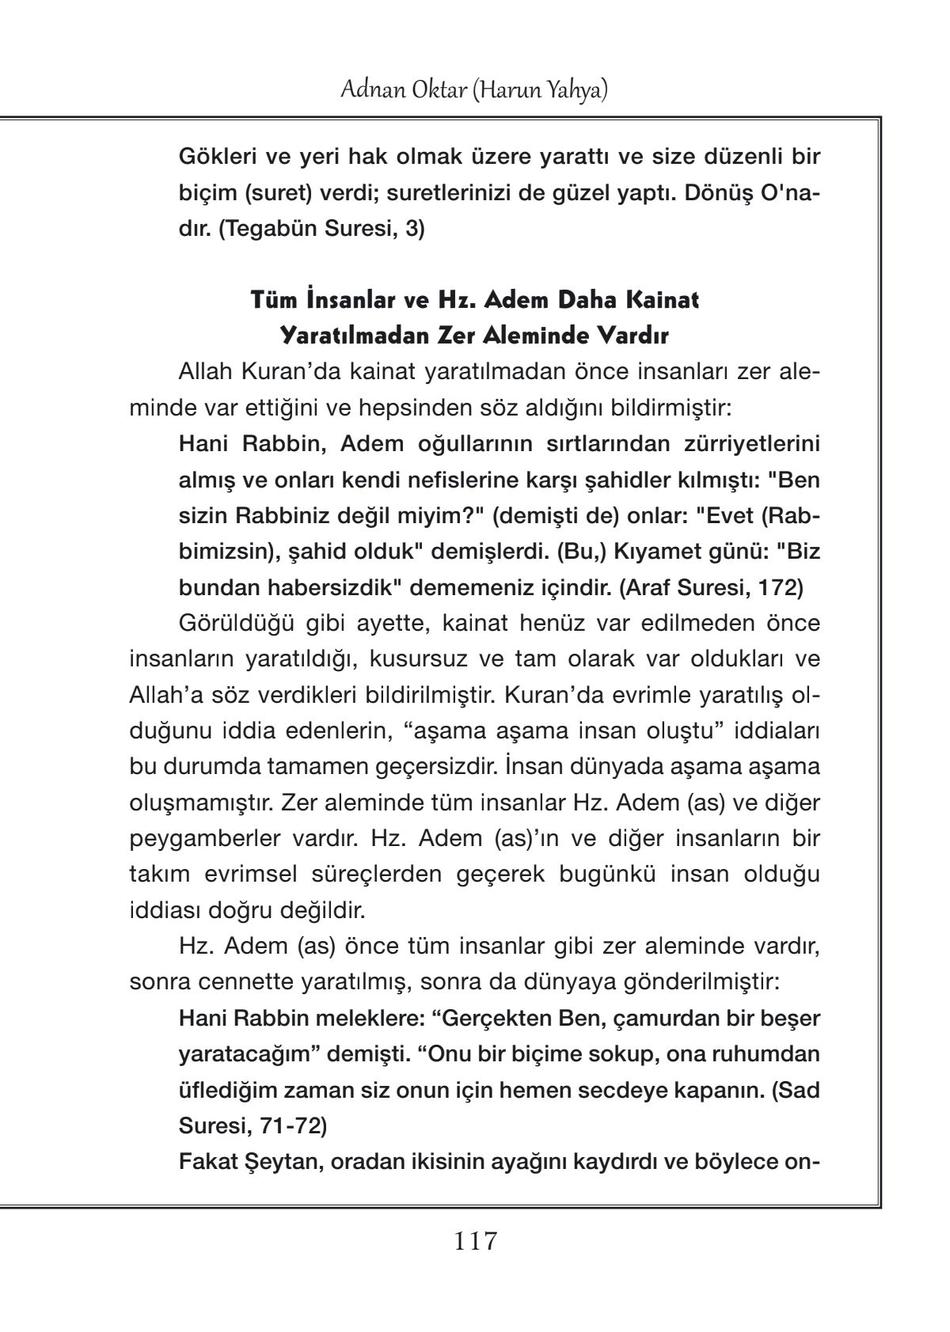 Adnan Oktar (Harun Yahya)
Gökleri ve yeri hak olmak üzere yarattı ve size düzenli bir
biçim (suret) verdi; suretlerinizi de güzel yaptı. Dönüş O'na-
dır. (Tegabün Suresi, 3)
Tüm İnsanlar ve Hz. Adem Daha Kainat
Yaratılmadan Zer Aleminde Vardır
Allah Kuran’da kainat yaratılmadan önce insanları zer ale-
minde var ettiğini ve hepsinden söz aldığını bildirmiştir:
Hani Rabbin, Adem oğullarının sırtlarından zürriyetlerini
almış ve onları kendi nefislerine karşı şahidler kılmıştı: "Ben
sizin Rabbiniz değil miyim?" (demişti de) onlar: "Evet (Rab-
bimizsin), şahid olduk" demişlerdi. (Bu,) Kıyamet günü: "Biz
bundan habersizdik" dememeniz içindir. (Araf Suresi, 172)
Görüldüğü gibi ayette, kainat henüz var edilmeden önce
insanların yaratıldığı, kusursuz ve tam olarak var oldukları ve
Allah’a söz verdikleri bildirilmiştir. Kuran’da evrimle yaratılış ol-
duğunu iddia edenlerin, “aşama aşama insan oluştu” iddiaları
bu durumda tamamen geçersizdir. İnsan dünyada aşama aşama
oluşmamıştır. Zer aleminde tüm insanlar Hz. Adem (as) ve diğer
peygamberler vardır. Hz. Adem (as)’ın ve diğer insanların bir
takım evrimsel süreçlerden geçerek bugünkü insan olduğu
iddiası doğru değildir.
Hz. Adem (as) önce tüm insanlar gibi zer aleminde vardır,
sonra cennette yaratılmış, sonra da dünyaya gönderilmiştir:
Hani Rabbin meleklere: “Gerçekten Ben, çamurdan bir beşer
yaratacağım” demişti. “Onu bir biçime sokup, ona ruhumdan
üflediğim zaman siz onun için hemen secdeye kapanın. (Sad
Suresi, 71-72)
Fakat Şeytan, oradan ikisinin ayağını kaydırdı ve böylece on-
117